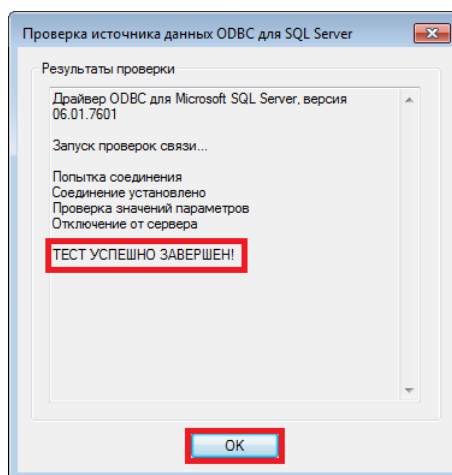 Проверка источника данных ODBC для SQL Server
Результаты проверки
Драйвер ODBC для Microsoft SQL Server, версия
06.01.7601
Запуск проверок связи...
Попытка соединения
Соединение установлено
Проверка значений параметров
Отключение от сервера
ТЕСТ УСПЕШНО ЗАВЕРШЕН!
OK